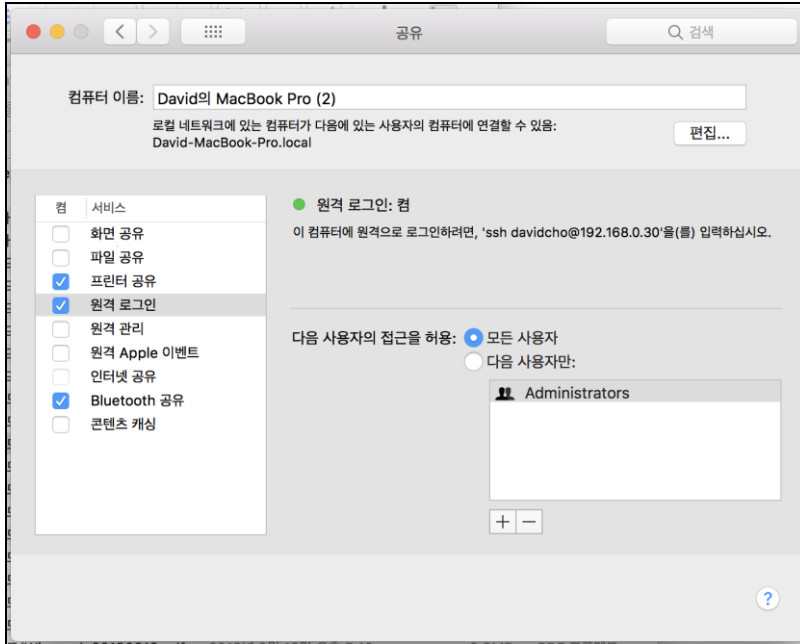 공유
검색
컴퓨터 이름: David의 MacBook Pro (2)
로컬 네트워크에 있는 컴퓨터가 다음에 있는 사용자의 컴퓨터에 연결할 수 있음:
David-MacBook-Pro.local
편집...
켬 서비스
화면 공유
파일 공유
프린터 공유
원격 로그인
원격 관리
원격 Apple 이벤트
인터넷 공유
Bluetooth 공유
콘텐츠 캐싱
원격 로그인: 켬
이 컴퓨터에 원격으로 로그인하려면, 'ssh davidcho@192.168.0.30'을(를) 입력하십시오.
다음 사용자의 접근을 허용: 모든 사용자
다음 사용자만:
Administrators
+ −
?